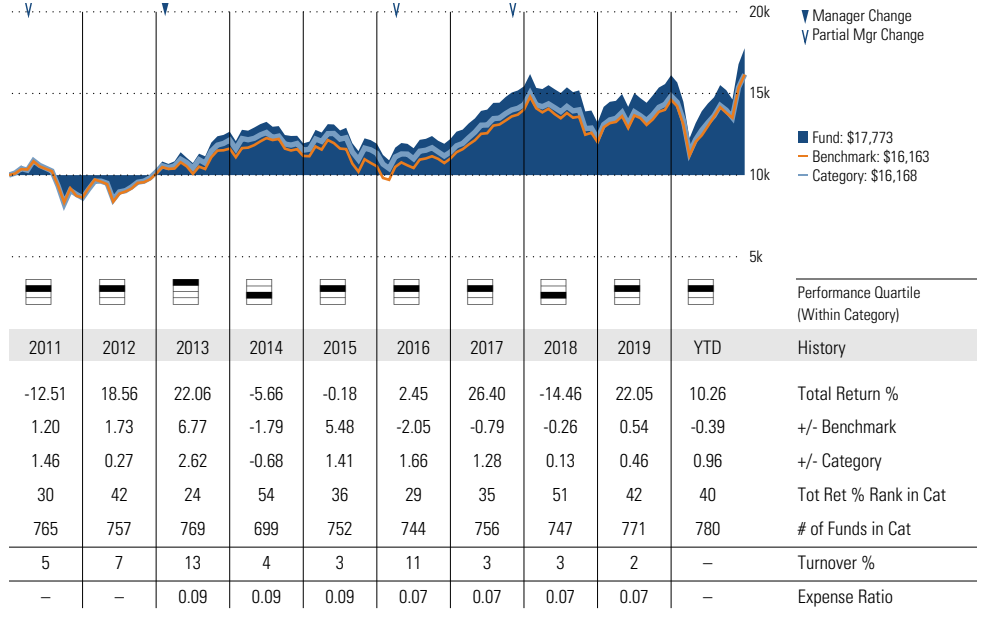 20k
Manager Change
Partial Mgr Change
15k
Fund: $17,773
Benchmark: $16,163
Category: $16,168
10k
5k
Performance Quartile
(Within Category)
2011 2012 2013 2014 2015 2016 2017 2018 2019 YTD History
-12.51 18.56 22.06 -5.66 -0.18 2.45 26.40 -14.46 22.05 10.26 Total Return %
1.20 1.73 6.77 -1.79 5.48 -2.05 -0.79 -0.26 0.54 -0.39 +/- Benchmark
1.46 0.27 2.62 -0.68 1.41 1.66 1.28 0.13 0.46 0.96 +/- Category
30 42 24 54 36 29 35 51 42 40 Tot Ret % Rank in Cat
765 757 769 699 752 744 756 747 771 780 # of Funds in Cat
5 7 13 4 3 11 3 3 2 – Turnover %
– – 0.09 0.09 0.09 0.07 0.07 0.07 0.07 – Expense Ratio